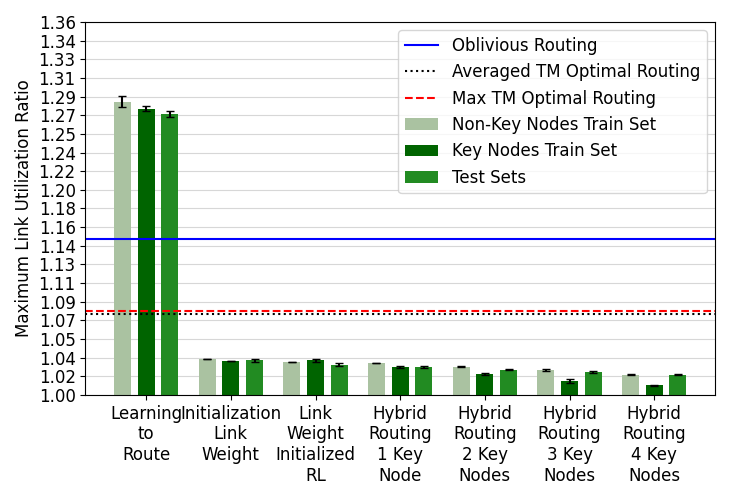 Maximum Link Utilization Ratio
1.36
1.34
1.33
1.31
1.29
1.27
1.25
1.24
1.22
1.20
1.18
1.16
1.14
1.13
1.11
1.09
1.07
1.05
1.04
1.02
1.00
Oblivious Routing
Averaged TM Optimal Routing
Max TM Optimal Routing
Non-Key Nodes Train Set
Key Nodes Train Set
Test Sets
Learning
to
Route
Initialization
Link
Weight
Link
Weight
Initialized
RL
Hybrid
Routing
1 Key
Node
Hybrid
Routing
2 Key
Nodes
Hybrid
Routing
3 Key
Nodes
Hybrid
Routing
4 Key
Nodes